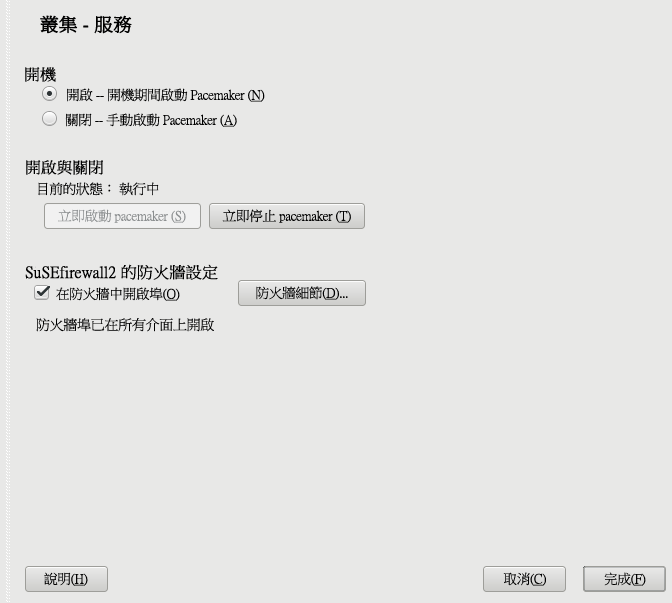 叢集 - 服務
開機
開啟 -- 開機期間啟動 Pacemaker (N)
關閉 -- 手動啟動 Pacemaker (A)
開啟與關閉
目前的狀態： 執行中
立即啟動 pacemaker (S) 立即停止 pacemaker (T)
SuSEfirewall2 的防火牆設定
在防火牆中開啟埠(O) 防火牆細節(D)...
防火牆埠已在所有介面上開啟
說明(H) 取消(C) 完成(F)